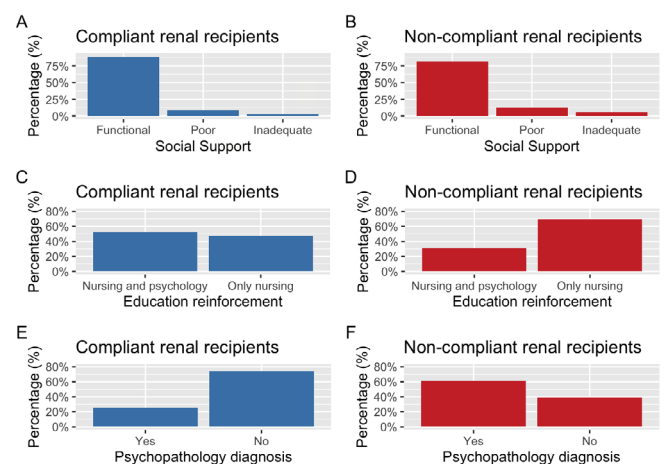 A
Compliant renal recipients
Percentage (%)
75%
50%
25%
0%
Functional Poor Inadequate
Social Support
B
Non-compliant renal recipients
Percentage (%)
75%
50%
25%
0%
Functional Poor Inadequate
Social Support
C
Compliant renal recipients
Percentage (%)
80%
60%
40%
20%
0%
Nursing and psychology Only nursing
Education reinforcement
D
Non-compliant renal recipients
Percentage (%)
80%
60%
40%
20%
0%
Nursing and psychology Only nursing
Education reinforcement
E
Compliant renal recipients
Percentage (%)
80%
60%
40%
20%
0%
Yes No
Psychopathology diagnosis
F
Non-compliant renal recipients
Percentage (%)
80%
60%
40%
20%
0%
Yes No
Psychopathology diagnosis